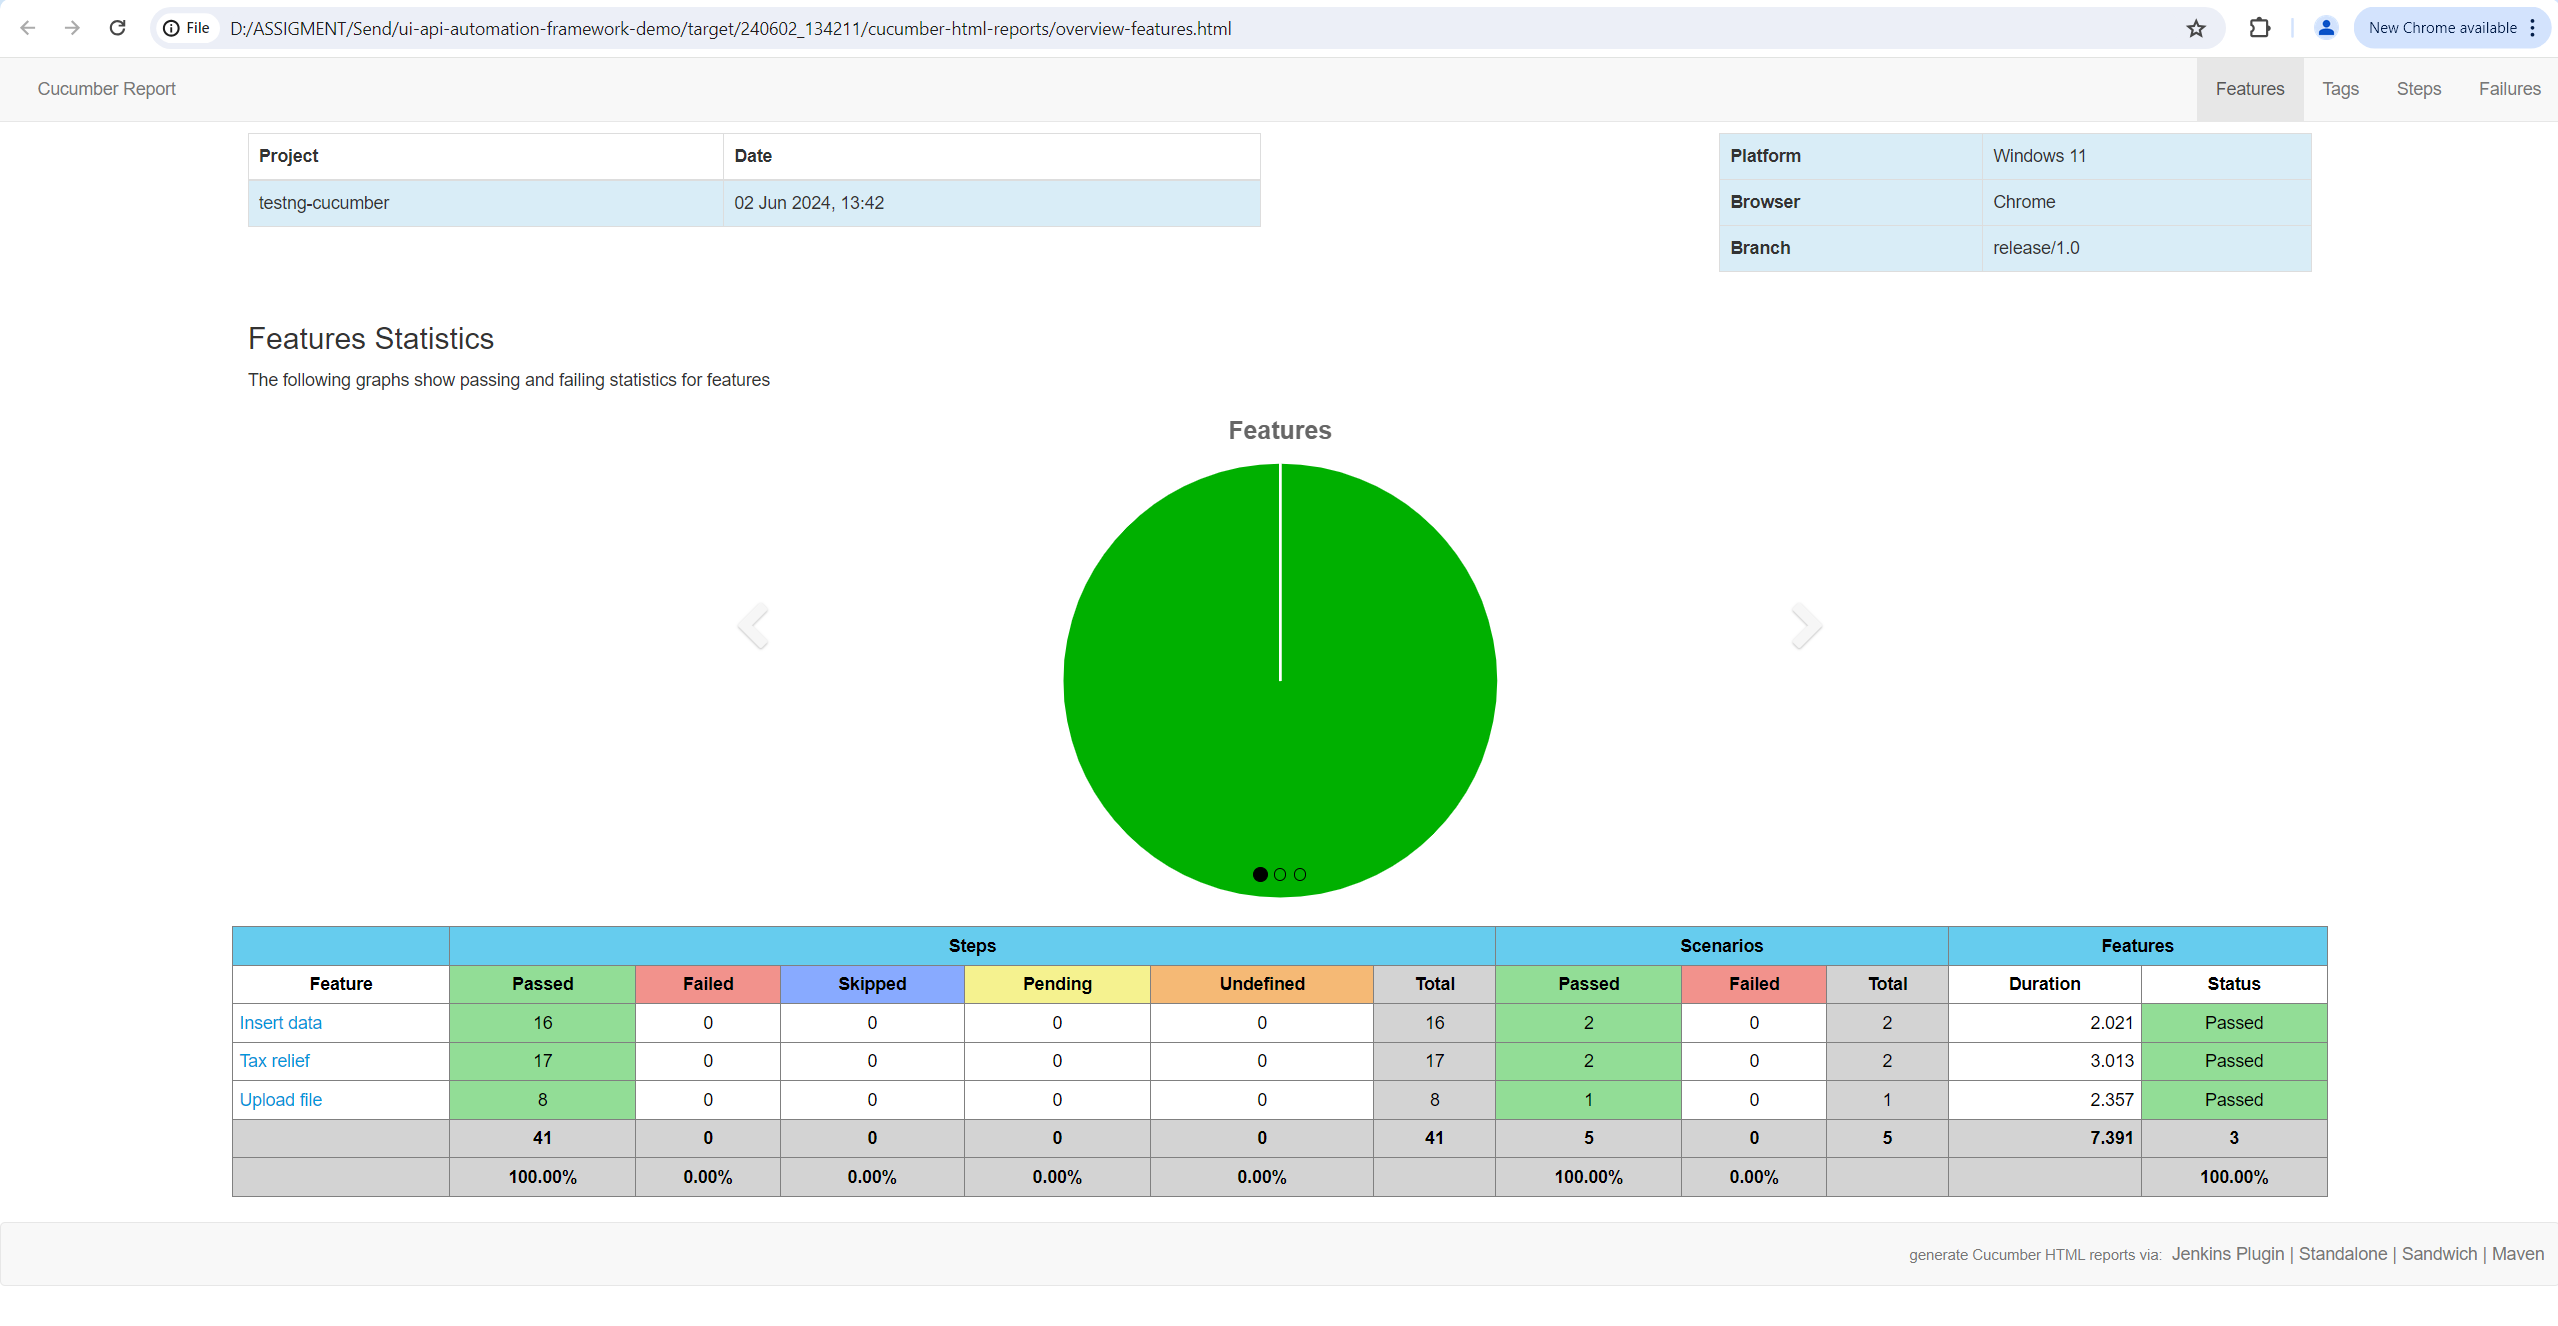 File D:/ASSIGMENT/Send/ui-api-automation-framework-demo/target/240602_134211/cucumber-html-reports/overview-features.html New Chrome available
Cucumber Report Features Tags Steps Failures
Project Date
testng-cucumber 02 Jun 2024, 13:42
Platform Windows 11
Browser Chrome
Branch release/1.0
Features Statistics
The following graphs show passing and failing statistics for features
Features
Steps Scenarios Features
Feature Passed Failed Skipped Pending Undefined Total Passed Failed Total Duration Status
Insert data 16 0 0 0 0 16 2 0 2 2.021 Passed
Tax relief 17 0 0 0 0 17 2 0 2 3.013 Passed
Upload file 8 0 0 0 0 8 1 0 1 2.357 Passed
41 0 0 0 0 41 5 0 5 7.391 3
100.00% 0.00% 0.00% 0.00% 0.00% 100.00% 0.00% 100.00%
generate Cucumber HTML reports via: Jenkins Plugin | Standalone | Sandwich | Maven